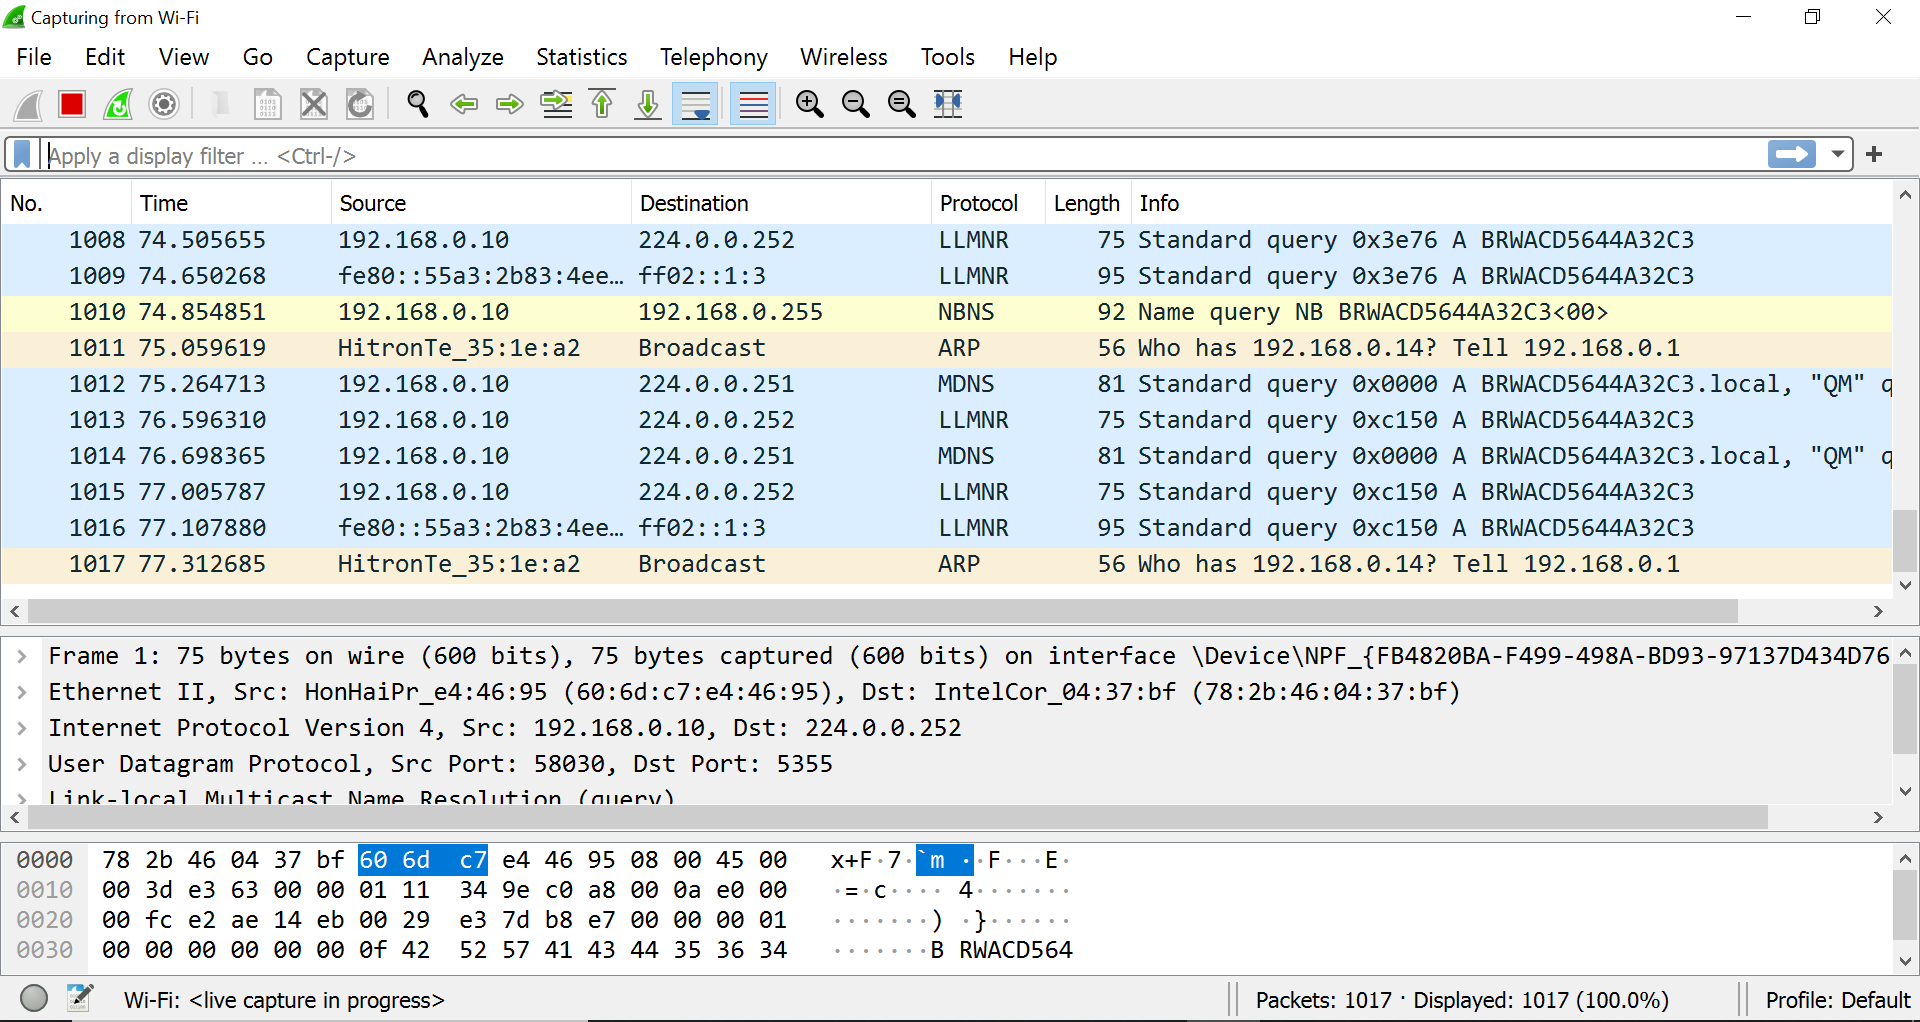 Capturing from Wi-Fi
File Edit View Go Capture Analyze Statistics Telephony Wireless Tools Help
Apply a display filter ... <Ctrl-/>
No. Time Source Destination Protocol Length Info
1008 74.505655 192.168.0.10 224.0.0.252 LLMNR 75 Standard query 0x3e76 A BRWACD5644A32C3
1009 74.650268 fe80::55a3:2b83:4ee… ff02::1:3 LLMNR 95 Standard query 0x3e76 A BRWACD5644A32C3
1010 74.854851 192.168.0.10 192.168.0.255 NBNS 92 Name query NB BRWACD5644A32C3<00>
1011 75.059619 HitronTe_35:1e:a2 Broadcast ARP 56 Who has 192.168.0.14? Tell 192.168.0.1
1012 75.264713 192.168.0.10 224.0.0.251 MDNS 81 Standard query 0x0000 A BRWACD5644A32C3.local, "QM" q
1013 76.596310 192.168.0.10 224.0.0.252 LLMNR 75 Standard query 0xc150 A BRWACD5644A32C3
1014 76.698365 192.168.0.10 224.0.0.251 MDNS 81 Standard query 0x0000 A BRWACD5644A32C3.local, "QM" q
1015 77.005787 192.168.0.10 224.0.0.252 LLMNR 75 Standard query 0xc150 A BRWACD5644A32C3
1016 77.107880 fe80::55a3:2b83:4ee… ff02::1:3 LLMNR 95 Standard query 0xc150 A BRWACD5644A32C3
1017 77.312685 HitronTe_35:1e:a2 Broadcast ARP 56 Who has 192.168.0.14? Tell 192.168.0.1
Frame 1: 75 bytes on wire (600 bits), 75 bytes captured (600 bits) on interface \Device\NPF_{FB4820BA-F499-498A-BD93-97137D434D76
Ethernet II, Src: HonHaiPr_e4:46:95 (60:6d:c7:e4:46:95), Dst: IntelCor_04:37:bf (78:2b:46:04:37:bf)
Internet Protocol Version 4, Src: 192.168.0.10, Dst: 224.0.0.252
User Datagram Protocol, Src Port: 58030, Dst Port: 5355
Link-local Multicast Name Resolution (query)
0000 78 2b 46 04 37 bf 60 6d c7 e4 46 95 08 00 45 00 x+F·7·`m ··F···E·
0010 00 3d e3 63 00 00 01 11 34 9e c0 a8 00 0a e0 00 ·=·c···· 4·······
0020 00 fc e2 ae 14 eb 00 29 e3 7d b8 e7 00 00 00 01 ·······) ·}······
0030 00 00 00 00 00 00 0f 42 52 57 41 43 44 35 36 34 ·······B RWACD564
Wi-Fi: <live capture in progress> Packets: 1017 · Displayed: 1017 (100.0%) Profile: Default